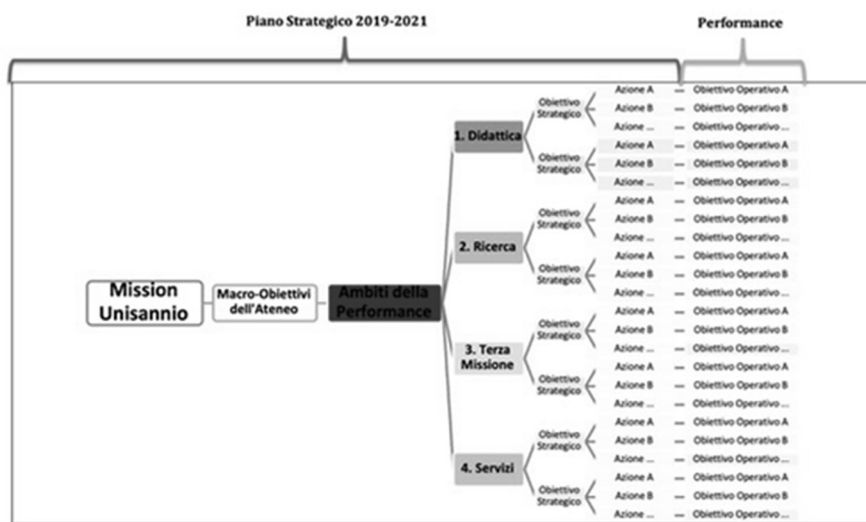 Piano Strategico 2019-2021
Performance
Mission
Unisannio
Macro-Obiettivi
dell'Ateneo
Ambiti della
Performance
1. Didattica
Obiettivo
Strategico
Azione A — Obiettivo Operativo A
Azione B — Obiettivo Operativo B
Azione ... — Obiettivo Operativo ...
Obiettivo
Strategico
Azione A — Obiettivo Operativo A
Azione B — Obiettivo Operativo B
Azione ... — Obiettivo Operativo ...
2. Ricerca
Obiettivo
Strategico
Azione A — Obiettivo Operativo A
Azione B — Obiettivo Operativo B
Azione ... — Obiettivo Operativo ...
Obiettivo
Strategico
Azione A — Obiettivo Operativo A
Azione B — Obiettivo Operativo B
Azione ... — Obiettivo Operativo ...
3. Terza
Missione
Obiettivo
Strategico
Azione A — Obiettivo Operativo A
Azione B — Obiettivo Operativo B
Azione ... — Obiettivo Operativo ...
Obiettivo
Strategico
Azione A — Obiettivo Operativo A
Azione B — Obiettivo Operativo B
Azione ... — Obiettivo Operativo ...
4. Servizi
Obiettivo
Strategico
Azione A — Obiettivo Operativo A
Azione B — Obiettivo Operativo B
Azione ... — Obiettivo Operativo ...
Obiettivo
Strategico
Azione A — Obiettivo Operativo A
Azione B — Obiettivo Operativo B
Azione ... — Obiettivo Operativo ...